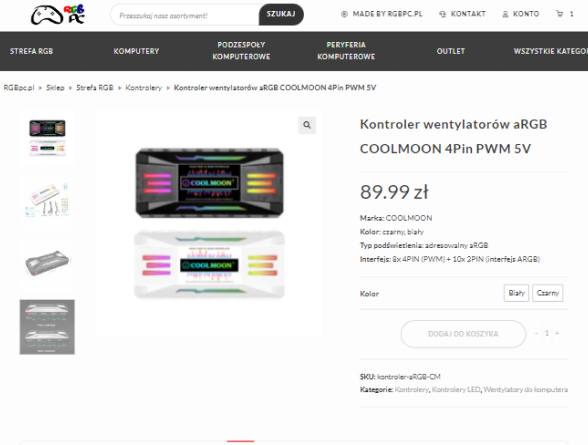 RGB
PC
Przeszukaj nasz asortyment!
SZUKAJ
MADE BY RGBPC.PL
KONTAKT
KONTO
1
STREFA RGB
KOMPUTERY
PODZESPOŁY
KOMPUTEROWE
PERYFERIA
KOMPUTEROWE
OUTLET
WSZYSTKIE KATEGO
RGBpc.pl » Sklep » Strefa RGB » Kontrolery » Kontroler wentylatorów aRGB COOLMOON 4Pin PWM 5V
Kontroler wentylatorów aRGB
COOLMOON 4Pin PWM 5V
COOLMOON
COOLMOON
89.99 zł
Marka: COOLMOON
Kolor: czarny, biały
Typ podświetlenia: adresowalny aRGB
Interfejs: 8x 4PIN (PWM) + 10x 3PIN (interfejs ARGB)
Kolor
Biały
Czarny
DODAJ DO KOSZYKA
- 1 +
SKU: kontroler-aRGB-CM
Kategorie: Kontrolery, Kontrolery LED, Wentylatory do komputera